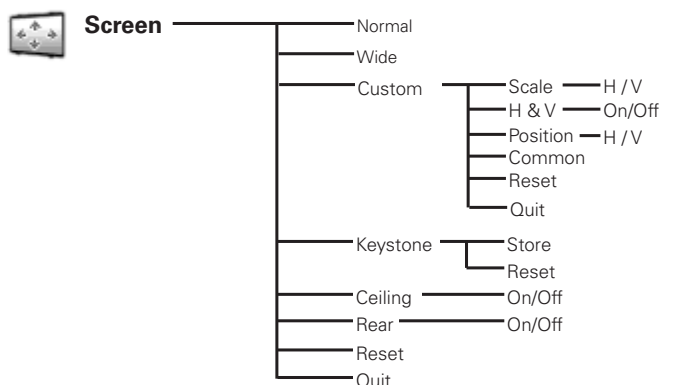 Screen Normal
Wide
Custom Scale H / V
H & V On/Off
Position H / V
Common
Reset
Quit
Keystone Store
Reset
Ceiling On/Off
Rear On/Off
Reset
Quit